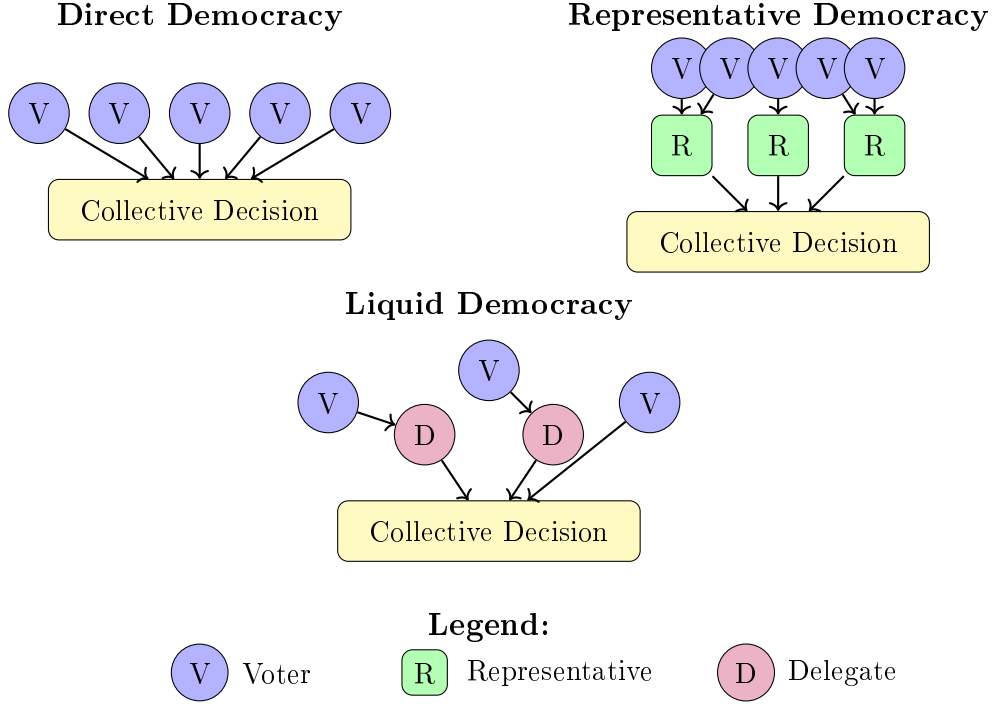 Direct Democracy
V V V V V
Collective Decision
Representative Democracy
V V V V V
R R R
Collective Decision
Liquid Democracy
V V V
D D
Collective Decision
Legend:
V Voter R Representative D Delegate